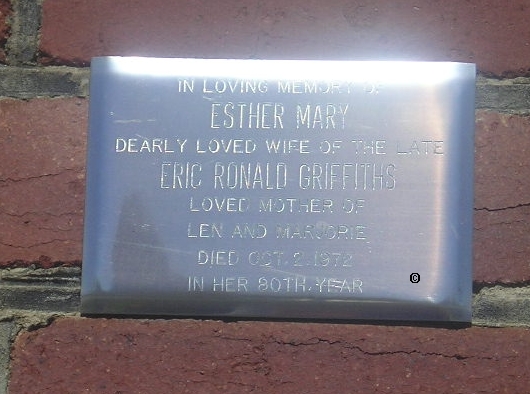 IN LOVING MEMORY OF
ESTHER MARY
DEARLY LOVED WIFE OF THE LATE
ERIC RONALD GRIFFITHS
LOVED MOTHER OF
LEN AND MARJORIE
DIED OCT. 2. 1972
IN HER 80TH. YEAR
©